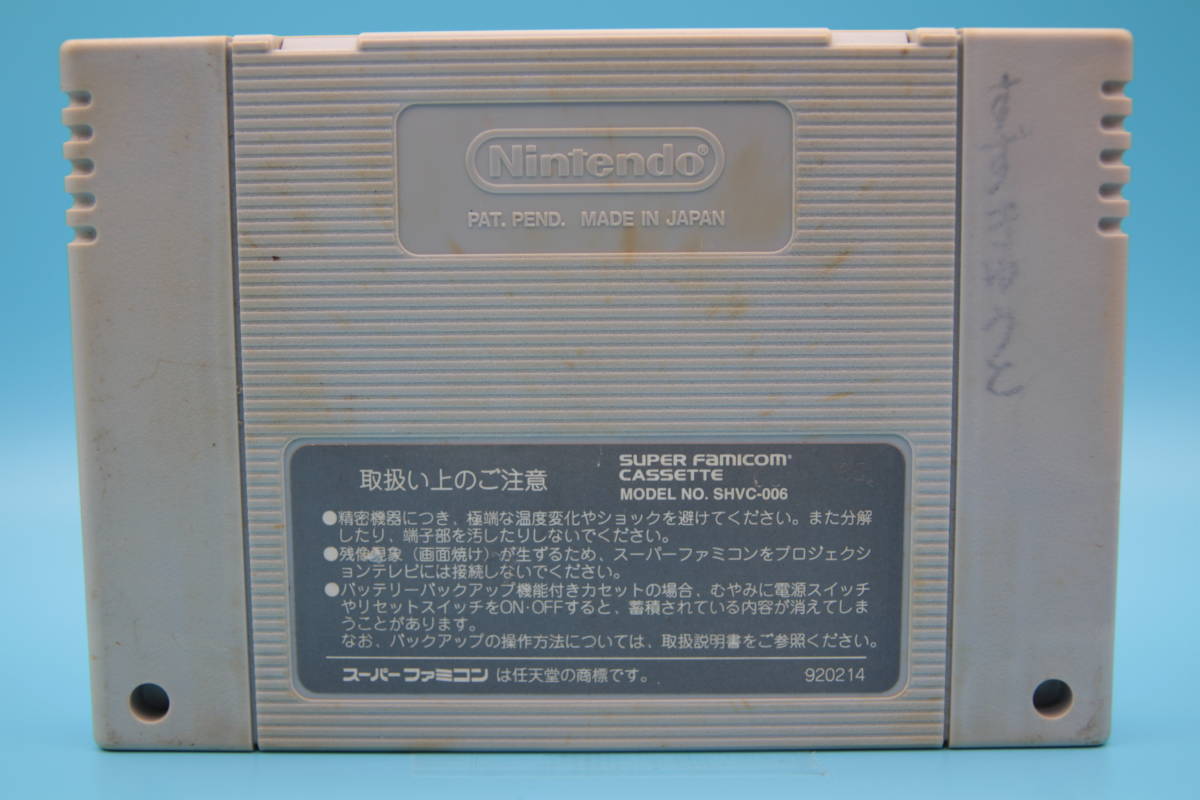 Nintendo®
PAT. PEND. MADE IN JAPAN
取扱い上のご注意
SUPER FAMICOM®
CASSETTE
MODEL NO. SHVC-006
●精密機器につき、極端な温度変化やショックを避けてください。また分解
したり、端子部を汚したりしないでください。
●残像現象（画面焼け）が生ずるため、スーパーファミコンをプロジェクシ
ョンテレビには接続しないでください。
●バッテリーバックアップ機能付きカセットの場合、むやみに電源スイッチ
やリセットスイッチをON·OFFすると、蓄積されている内容が消えてしま
うことがあります。
なお、バックアップの操作方法については、取扱説明書をご参照ください。
スーパーファミコン は任天堂の商標です。
920214